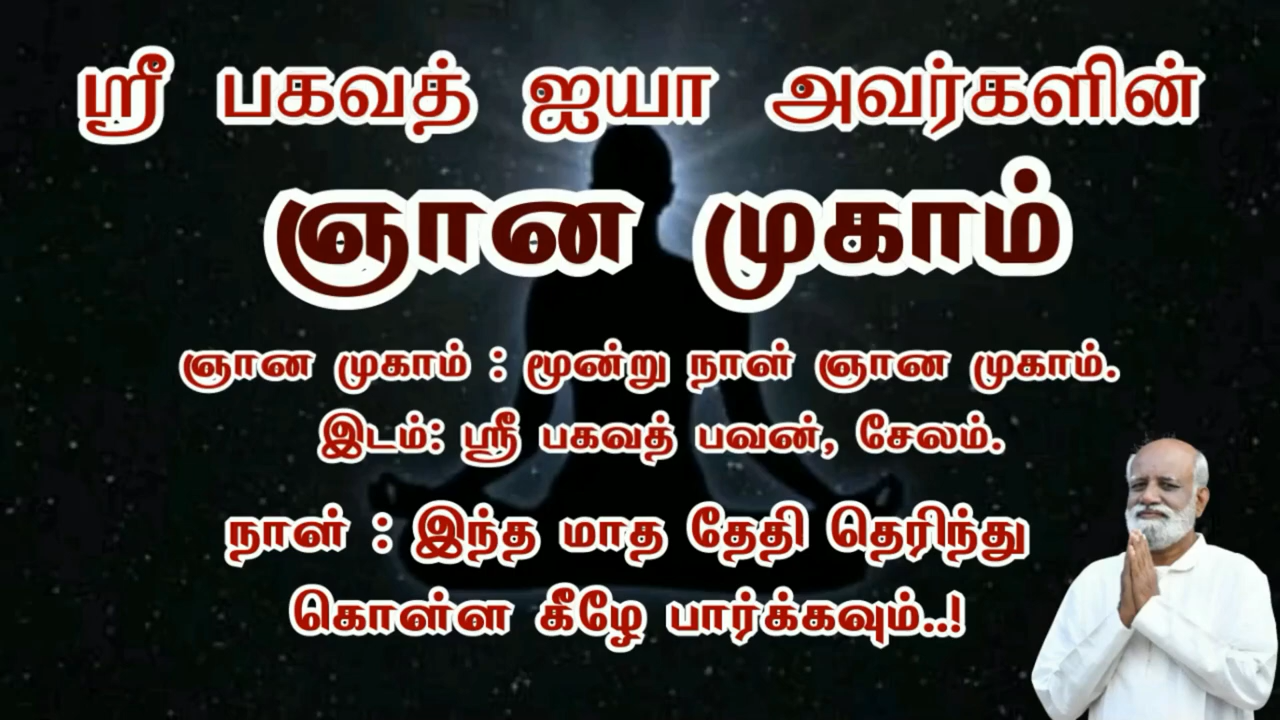 ஸ்ரீ பகவத் ஐயா அவர்களின்
ஞான முகாம்
ஞான முகாம் : மூன்று நாள் ஞான முகாம்.
இடம்: ஸ்ரீ பகவத் பவன், சேலம்.
நாள் : இந்த மாத தேதி தெரிந்து
கொள்ள கீழே பார்க்கவும்..!